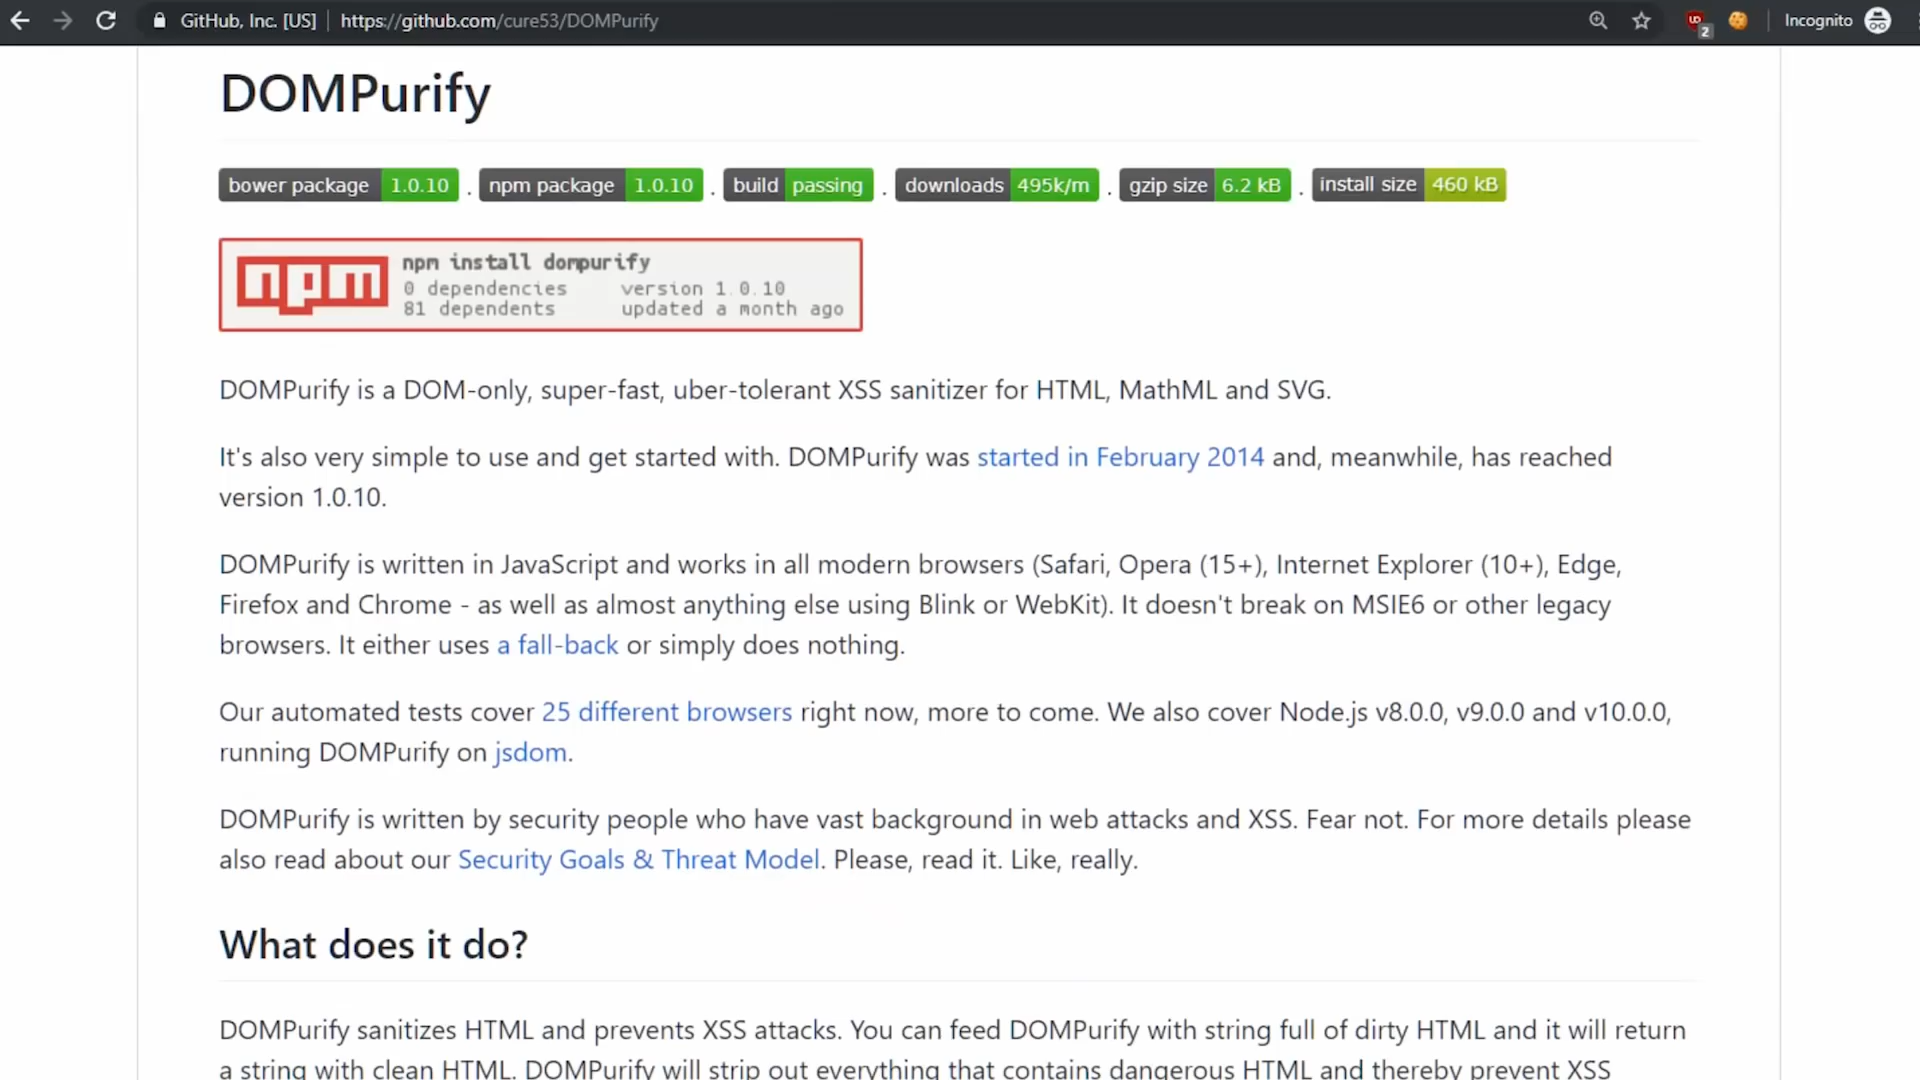 GitHub, Inc. [US] | https://github.com/cure53/DOMPurify
2
Incognito
DOMPurify
bower package 1.0.10 . npm package 1.0.10 . build passing . downloads 495k/m . gzip size 6.2 kB . install size 460 kB
npm
npm install dompurify
0 dependencies version 1.0.10
81 dependents updated a month ago
DOMPurify is a DOM-only, super-fast, uber-tolerant XSS sanitizer for HTML, MathML and SVG.
It's also very simple to use and get started with. DOMPurify was started in February 2014 and, meanwhile, has reached
version 1.0.10.
DOMPurify is written in JavaScript and works in all modern browsers (Safari, Opera (15+), Internet Explorer (10+), Edge,
Firefox and Chrome - as well as almost anything else using Blink or WebKit). It doesn't break on MSIE6 or other legacy
browsers. It either uses a fall-back or simply does nothing.
Our automated tests cover 25 different browsers right now, more to come. We also cover Node.js v8.0.0, v9.0.0 and v10.0.0,
running DOMPurify on jsdom.
DOMPurify is written by security people who have vast background in web attacks and XSS. Fear not. For more details please
also read about our Security Goals & Threat Model. Please, read it. Like, really.
What does it do?
DOMPurify sanitizes HTML and prevents XSS attacks. You can feed DOMPurify with string full of dirty HTML and it will return
a string with clean HTML. DOMPurify will strip out everything that contains dangerous HTML and thereby prevent XSS